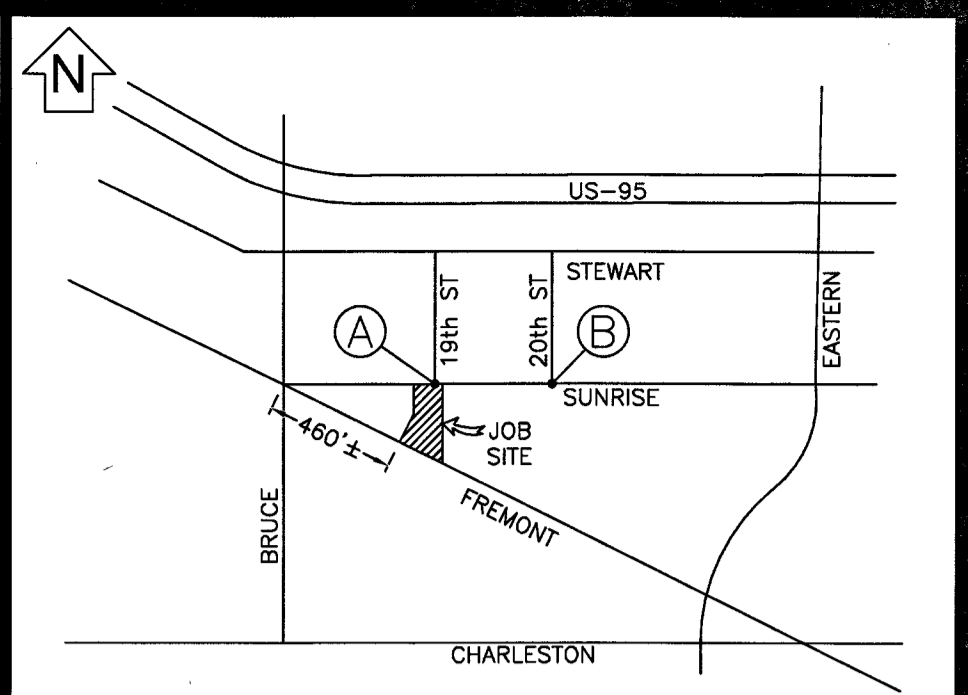 N
US-95
STEWART
19th ST
20th ST
EASTERN
A
B
SUNRISE
460'±
JOB
SITE
BRUCE
FREMONT
CHARLESTON